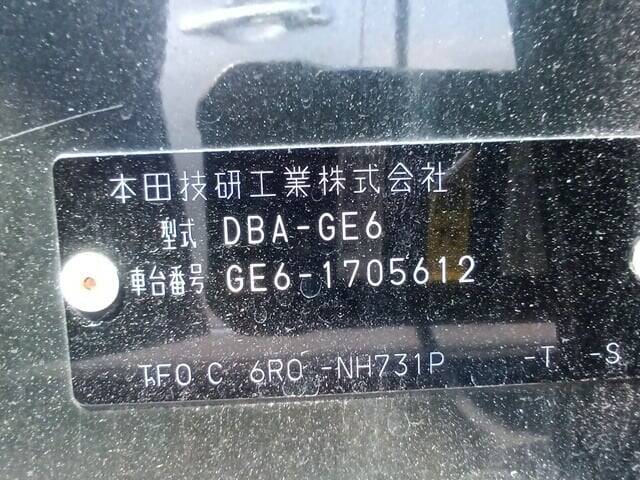 本田技研工業株式会社
型式 DBA-GE6
車台番号 GE6-1705612
T.F0 C 6R0 -NH731P -T -S